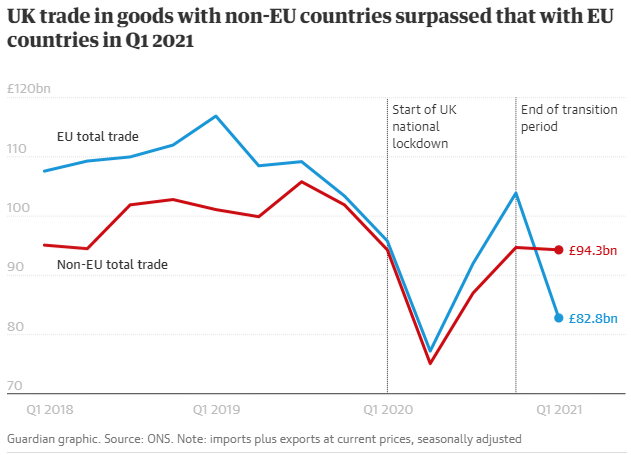 UK trade in goods with non-EU countries surpassed that with EU
countries in Q1 2021
£120bn
Start of UK
national
lockdown
End of transition
period
EU total trade
110
100
£94.3bn
Non-EU total trade
90
£82.8bn
80
70
Q1 2018
Q1 2019
Q1 2020
Q1 2021
Guardian graphic. Source: ONS. Note: imports plus exports at current prices, seasonally adjusted